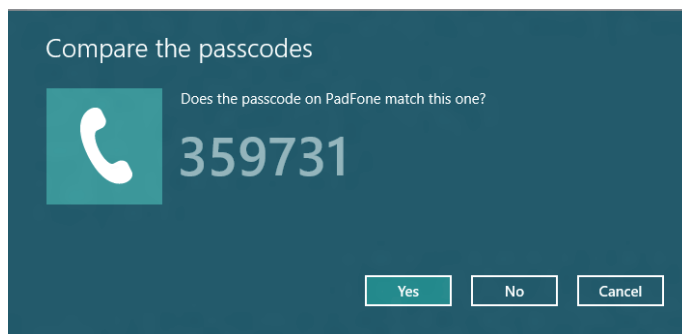 Compare the passcodes
Does the passcode on PadFone match this one?
359731
Yes No Cancel